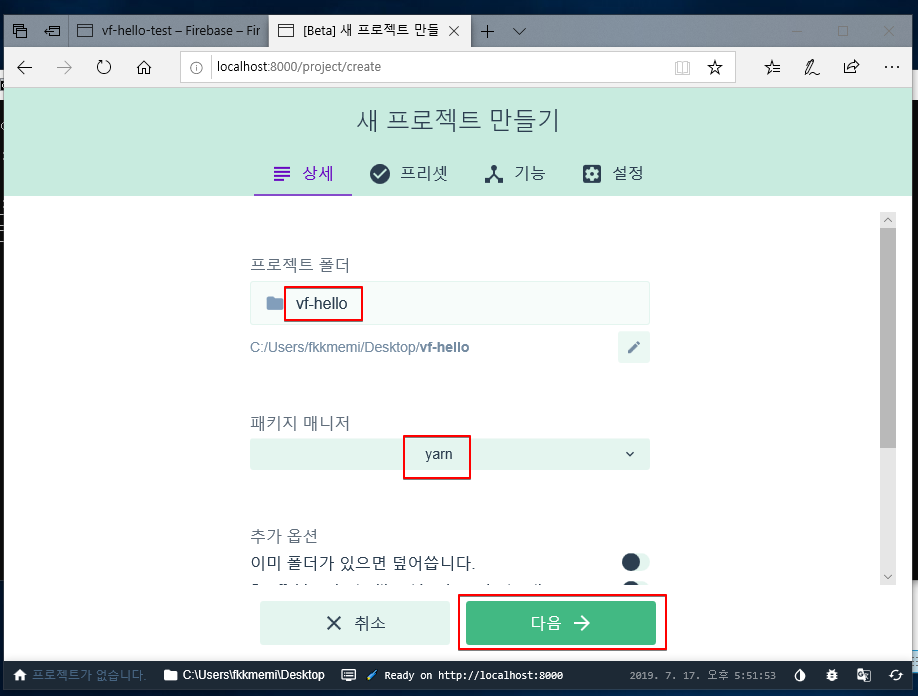 vf-hello-test – Firebase – Fir
[Beta] 새 프로젝트 만들
localhost:8000/project/create
새 프로젝트 만들기
상세 프리셋 기능 설정
프로젝트 폴더
vf-hello
C:/Users/fkkmemi/Desktop/vf-hello
패키지 매니저
yarn
추가 옵션
이미 폴더가 있으면 덮어씁니다.
취소 다음
프로젝트가 없습니다. C:\Users\fkkmemi\Desktop Ready on http://localhost:8000 2019. 7. 17. 오후 5:51:53